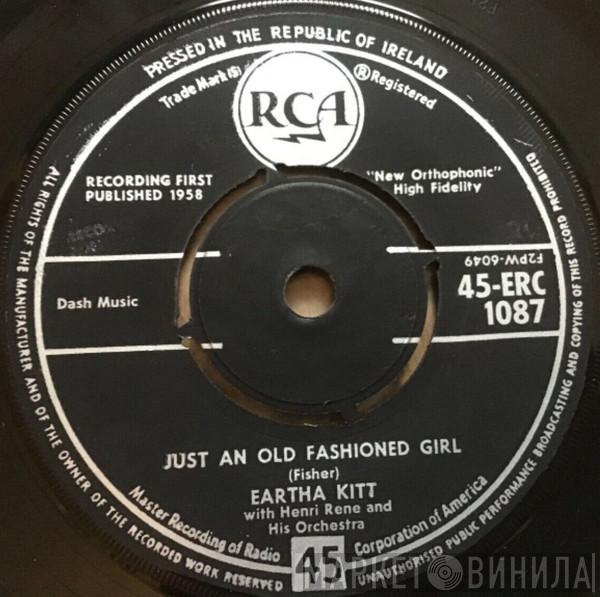 PRESSED IN THE REPUBLIC OF IRELAND
Trade Mark(S)
®Registered
RCA
RECORDING FIRST
PUBLISHED 1958
"New Orthophonic"
High Fidelity
F2PW-6049
45-ERC
1087
Dash Music
JUST AN OLD FASHIONED GIRL
(Fisher)
EARTHA KITT
with Henri Rene and
His Orchestra
Master Recording of Radio
Corporation of America
45
ALL RIGHTS OF THE MANUFACTURER AND OF THE OWNER OF THE RECORDED WORK RESERVED
UNAUTHORISED PUBLIC PERFORMANCE BROADCASTING AND COPYING OF THIS RECORD PROHIBITED
МАРКЕТ ВИНИЛА